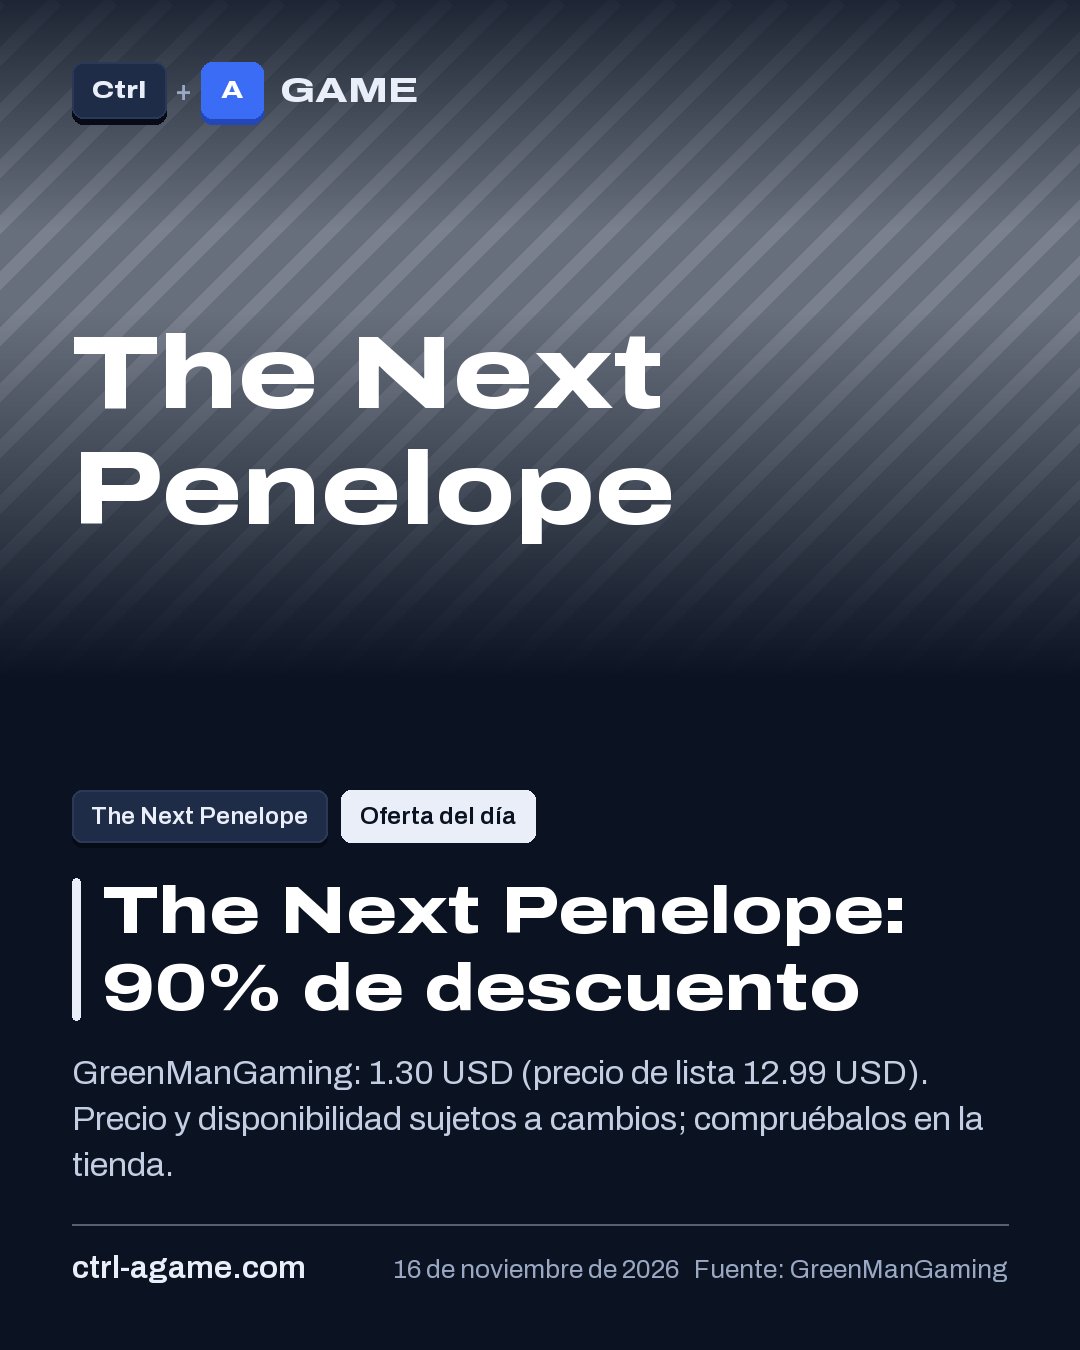 Ctrl + A GAME
The Next
Penelope
The Next Penelope Oferta del día
The Next Penelope:
90% de descuento
GreenManGaming: 1.30 USD (precio de lista 12.99 USD).
Precio y disponibilidad sujetos a cambios; compruébalos en la
tienda.
ctrl-agame.com 16 de noviembre de 2026 Fuente: GreenManGaming